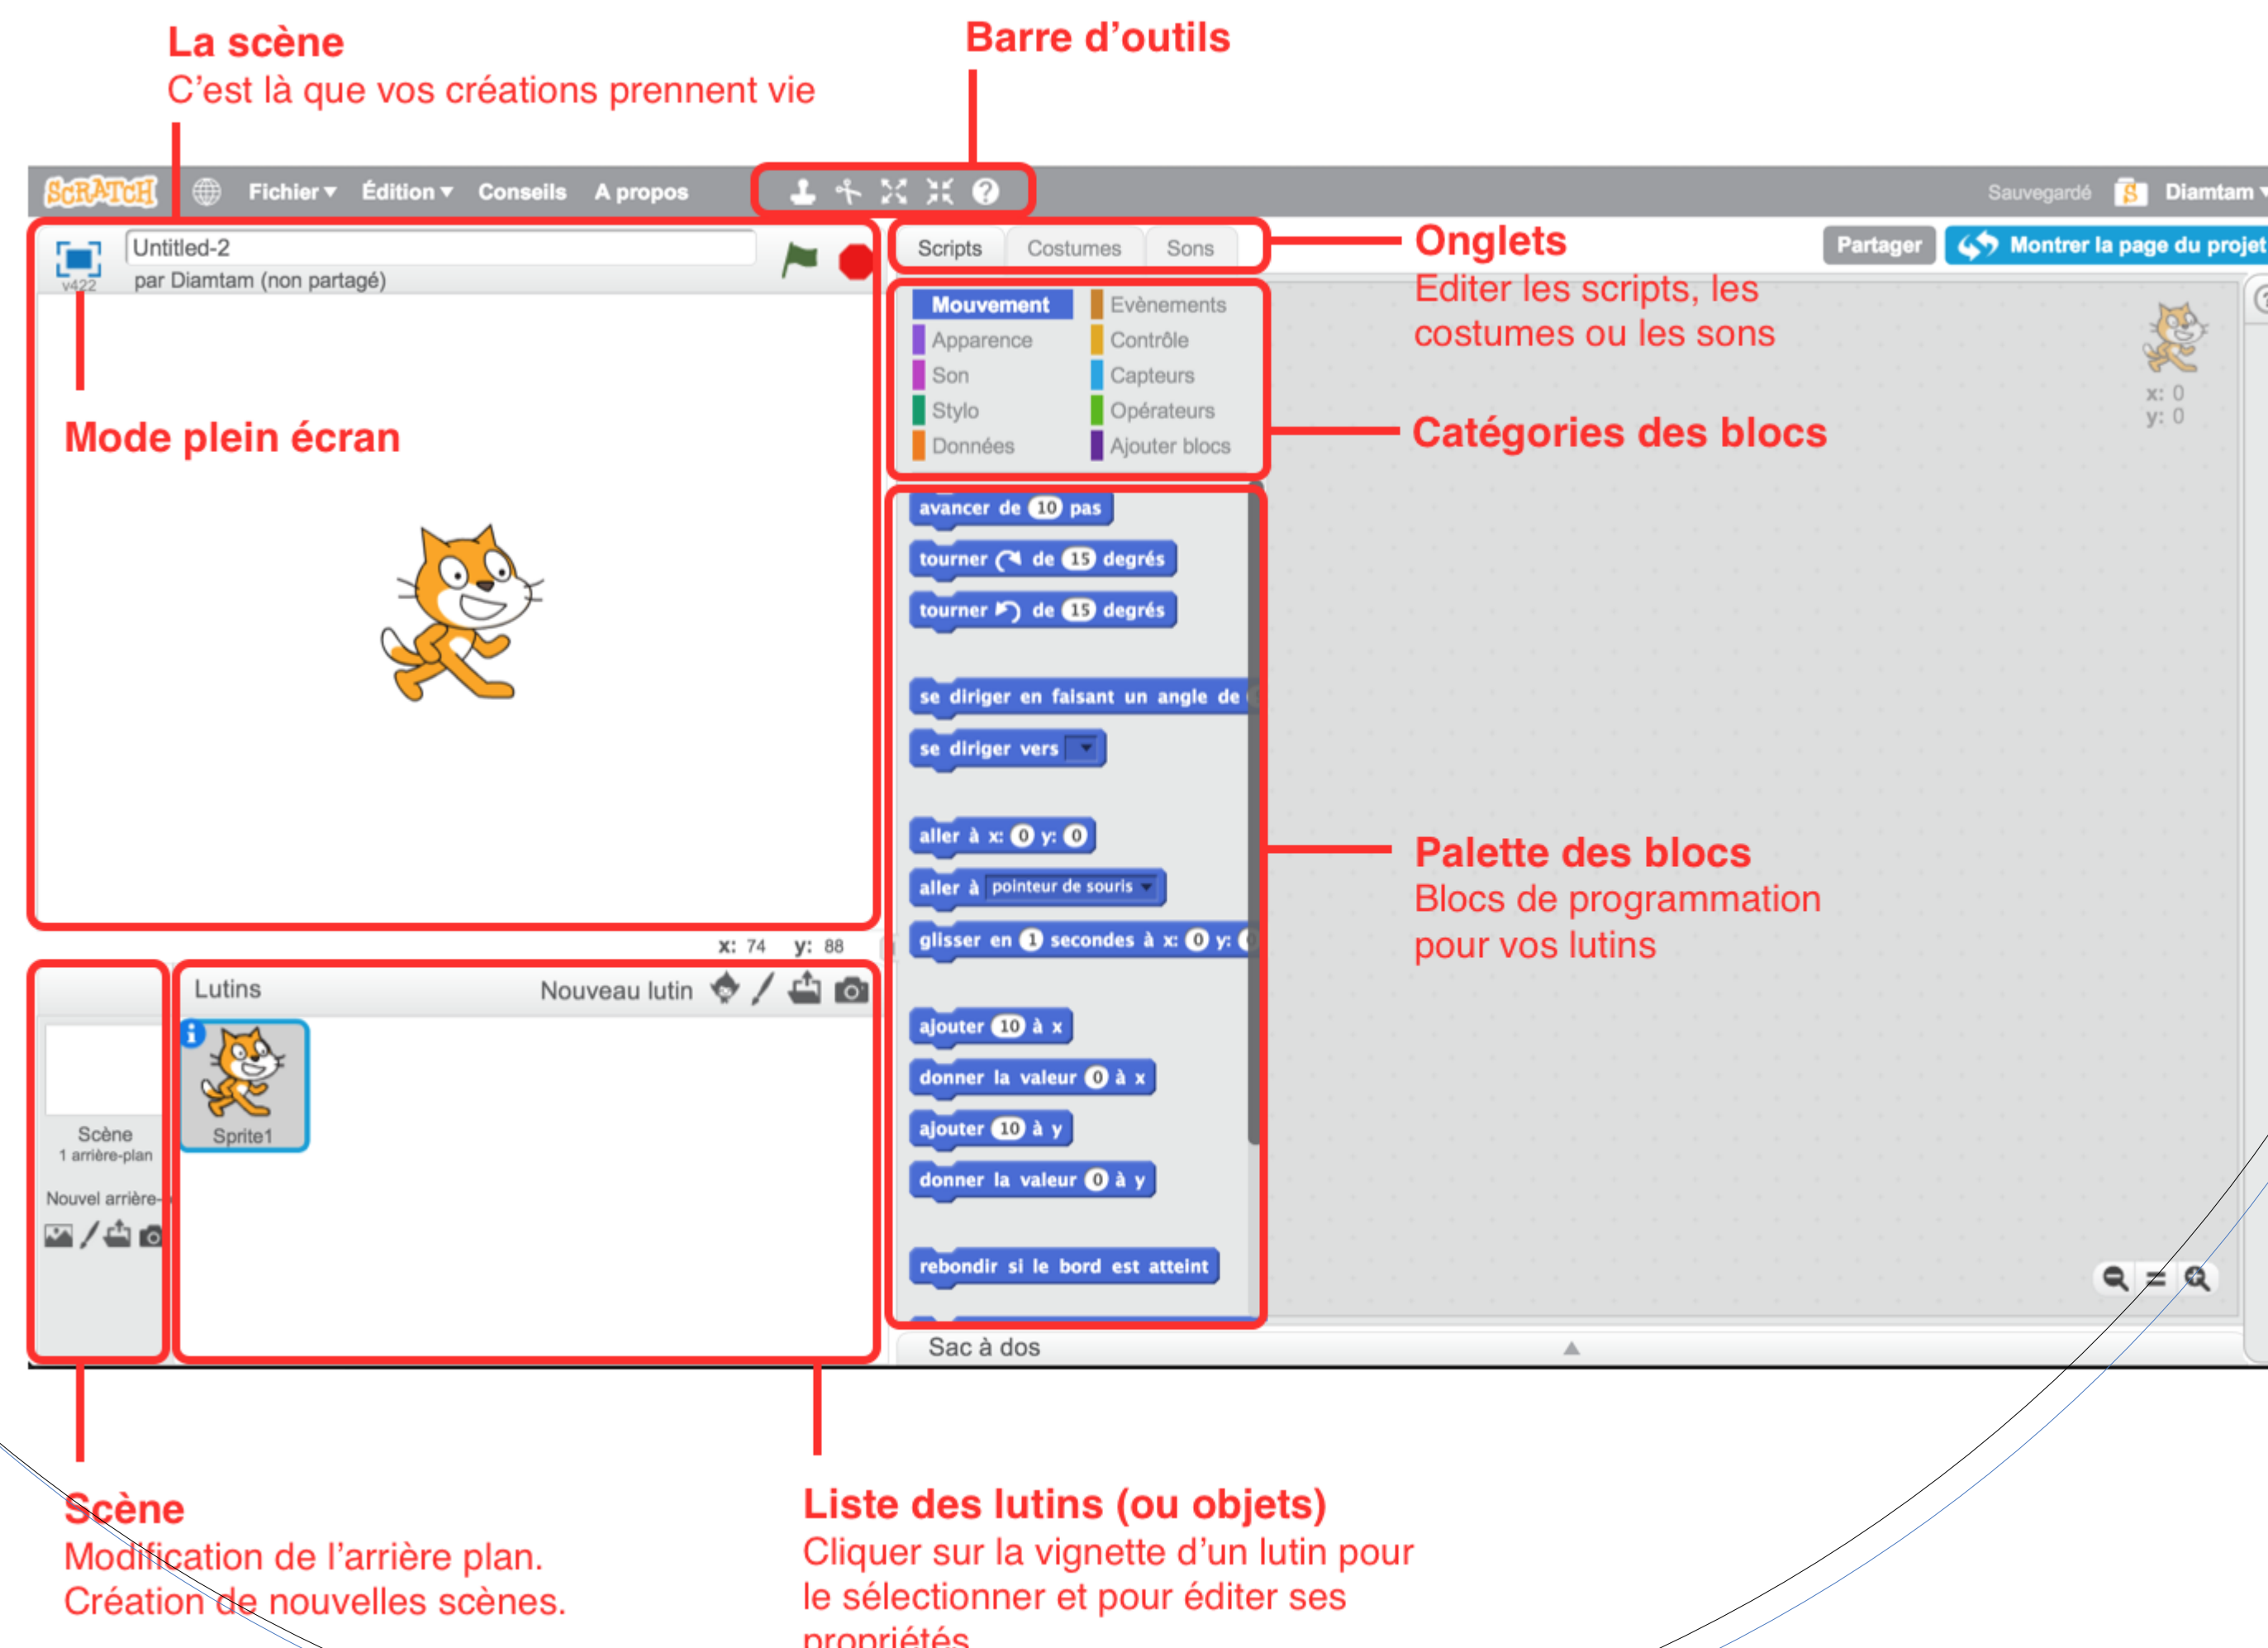 La scène
C'est là que vos créations prennent vie
Barre d'outils
SCRATCH Fichier Édition Conseils A propos
Sauvegardé Diamtam
Untitled-2
par Diamtam (non partagé)
v422
Mode plein écran
Scripts Costumes Sons
Onglets
Editer les scripts, les
costumes ou les sons
Partager Montrer la page du projet
Mouvement Evènements
Apparence Contrôle
Son Capteurs
Stylo Opérateurs
Données Ajouter blocs
Catégories des blocs
x: 0
y: 0
avancer de 10 pas
tourner de 15 degrés
tourner de 15 degrés
se diriger en faisant un angle de
se diriger vers
aller à x: 0 y: 0
aller à pointeur de souris
glisser en 1 secondes à x: 0 y: 0
ajouter 10 à x
donner la valeur 0 à x
ajouter 10 à y
donner la valeur 0 à y
rebondir si le bord est atteint
Palette des blocs
Blocs de programmation
pour vos lutins
x: 74 y: 88
Lutins Nouveau lutin
Sprite1
Scène
1 arrière-plan
Nouvel arrière-
Sac à dos
Scène
Modification de l'arrière plan.
Création de nouvelles scènes.
Liste des lutins (ou objets)
Cliquer sur la vignette d'un lutin pour
le sélectionner et pour éditer ses
propriétés